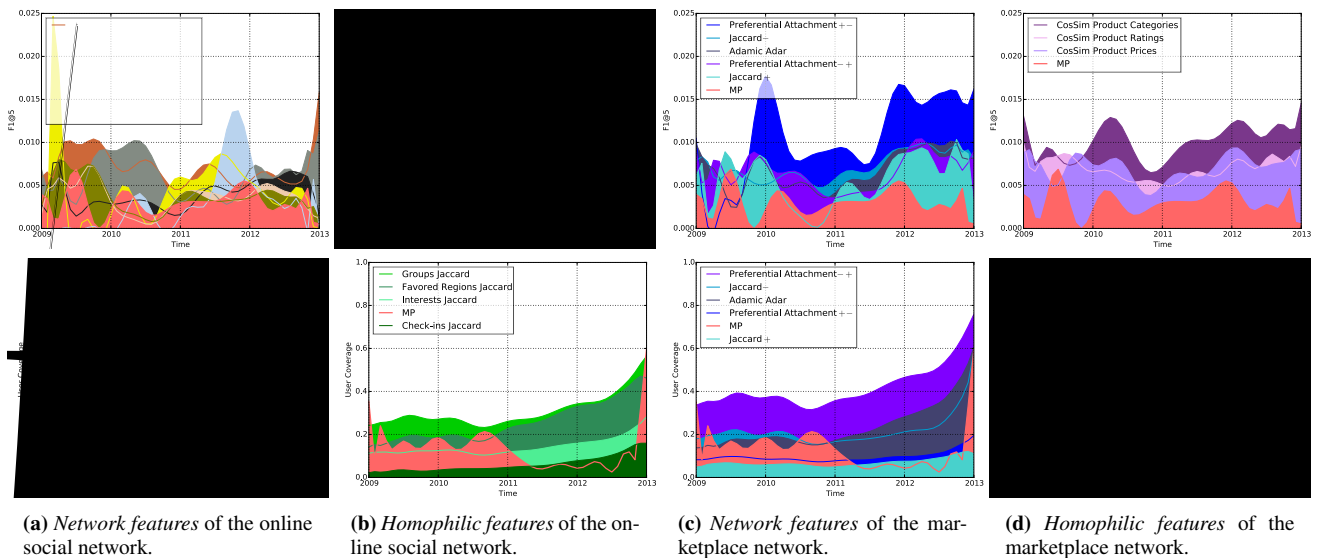 0.025
0.020
0.015
0.010
0.005
0.000
F1@5
2009 2010 2011 2012 2013
Time
0.025
0.020
0.015
0.010
0.005
0.000
F1@5
Preferential Attachment+−
Jaccard−
Adamic Adar
Preferential Attachment−+
Jaccard+
MP
2009 2010 2011 2012 2013
Time
0.025
0.020
0.015
0.010
0.005
0.000
F1@5
CosSim Product Categories
CosSim Product Ratings
CosSim Product Prices
MP
2009 2010 2011 2012 2013
Time
1.0
0.8
0.6
0.4
0.2
0.0
User Coverage
Groups Jaccard
Favored Regions Jaccard
Interests Jaccard
MP
Check-ins Jaccard
2009 2010 2011 2012 2013
Time
1.0
0.8
0.6
0.4
0.2
0.0
User Coverage
Preferential Attachment−+
Jaccard−
Adamic Adar
Preferential Attachment+−
MP
Jaccard+
2009 2010 2011 2012 2013
Time
(a) Network features of the online
social network.
(b) Homophilic features of the on-
line social network.
(c) Network features of the mar-
ketplace network.
(d) Homophilic features of the
marketplace network.